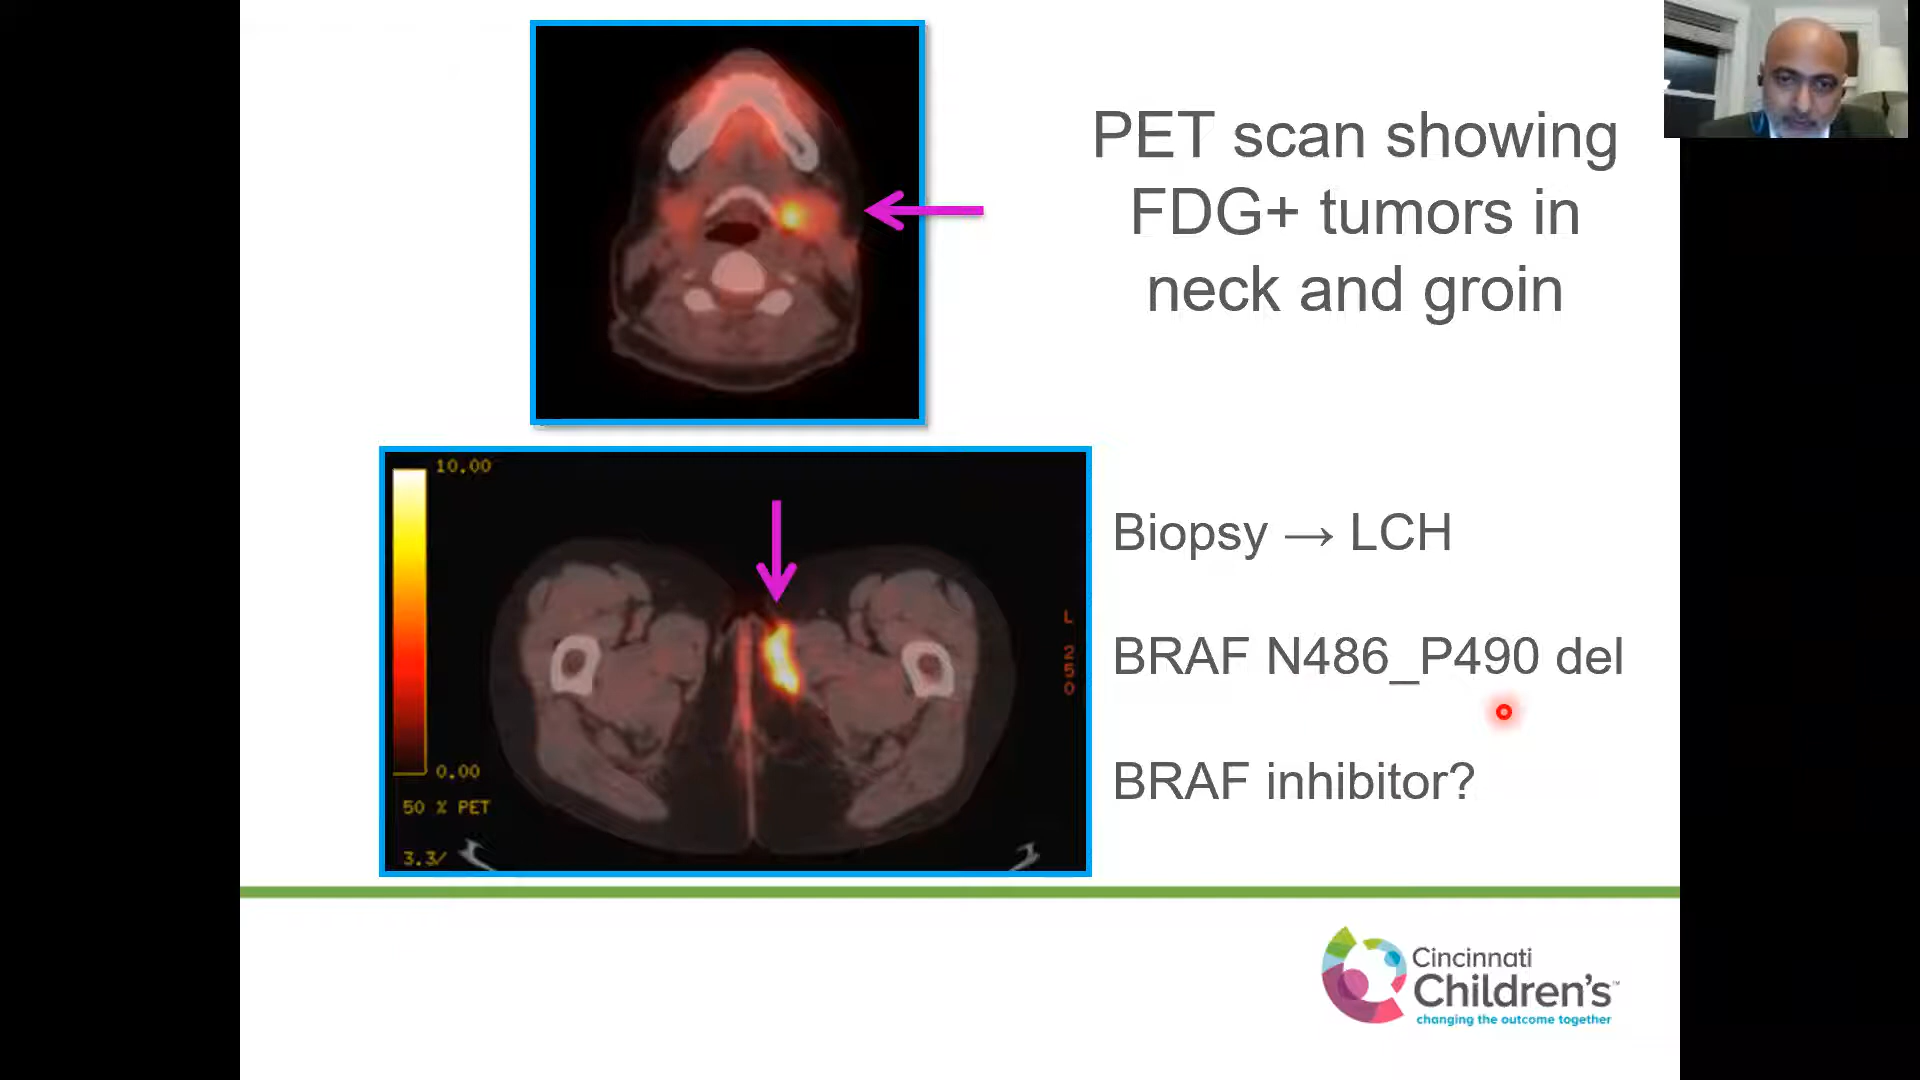 PET scan showing
FDG+ tumors in
neck and groin
10.00
0.00
50 % PET
3.3/
L
250
Biopsy → LCH
BRAF N486_P490 del
BRAF inhibitor?
Cincinnati
Children's™
changing the outcome together